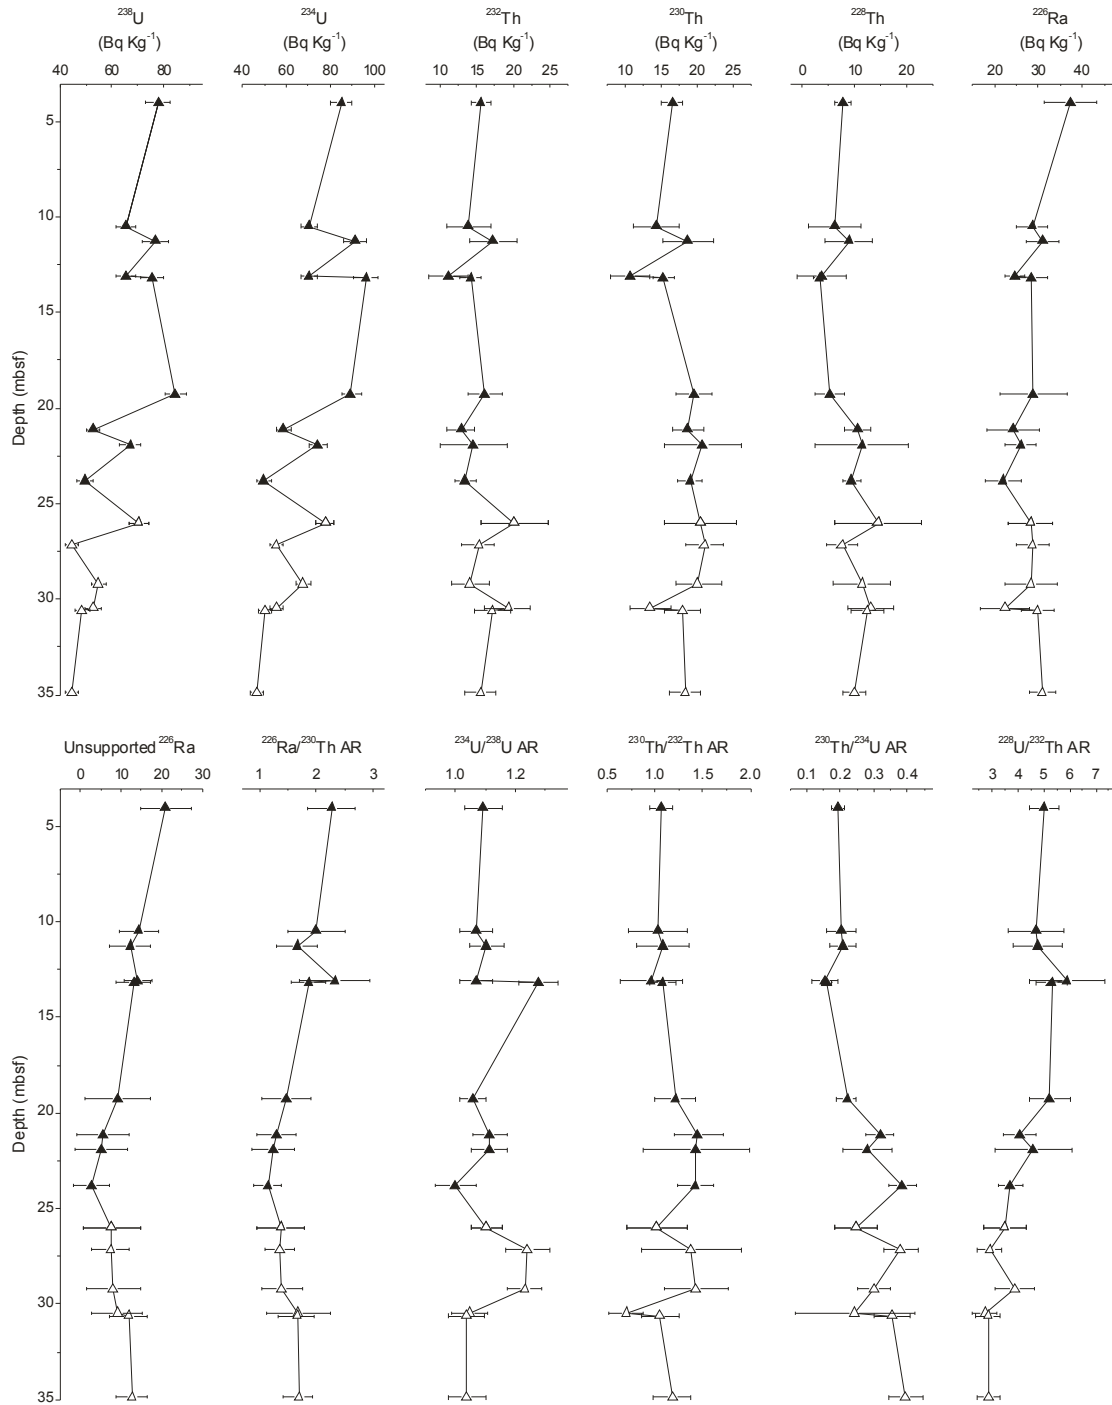 ²³⁸U ²³⁴U ²³²Th ²³⁰Th ²²⁸Th ²²⁶Ra
(Bq Kg⁻¹) (Bq Kg⁻¹) (Bq Kg⁻¹) (Bq Kg⁻¹) (Bq Kg⁻¹) (Bq Kg⁻¹)
40 60 80 40 60 80 100 10 15 20 25 10 15 20 25 0 10 20 20 30 40
5
10
15
Depth (mbsf)
20
25
30
35
Unsupported ²²⁶Ra ²²⁶Ra/²³⁰Th AR ²³⁴U/²³⁸U AR ²³⁰Th/²³²Th AR ²³⁰Th/²³⁴U AR ²²⁸U/²³²Th AR
0 10 20 30 1 2 3 1.0 1.2 0.5 1.0 1.5 2.0 0.1 0.2 0.3 0.4 3 4 5 6 7
5
10
15
Depth (mbsf)
20
25
30
35